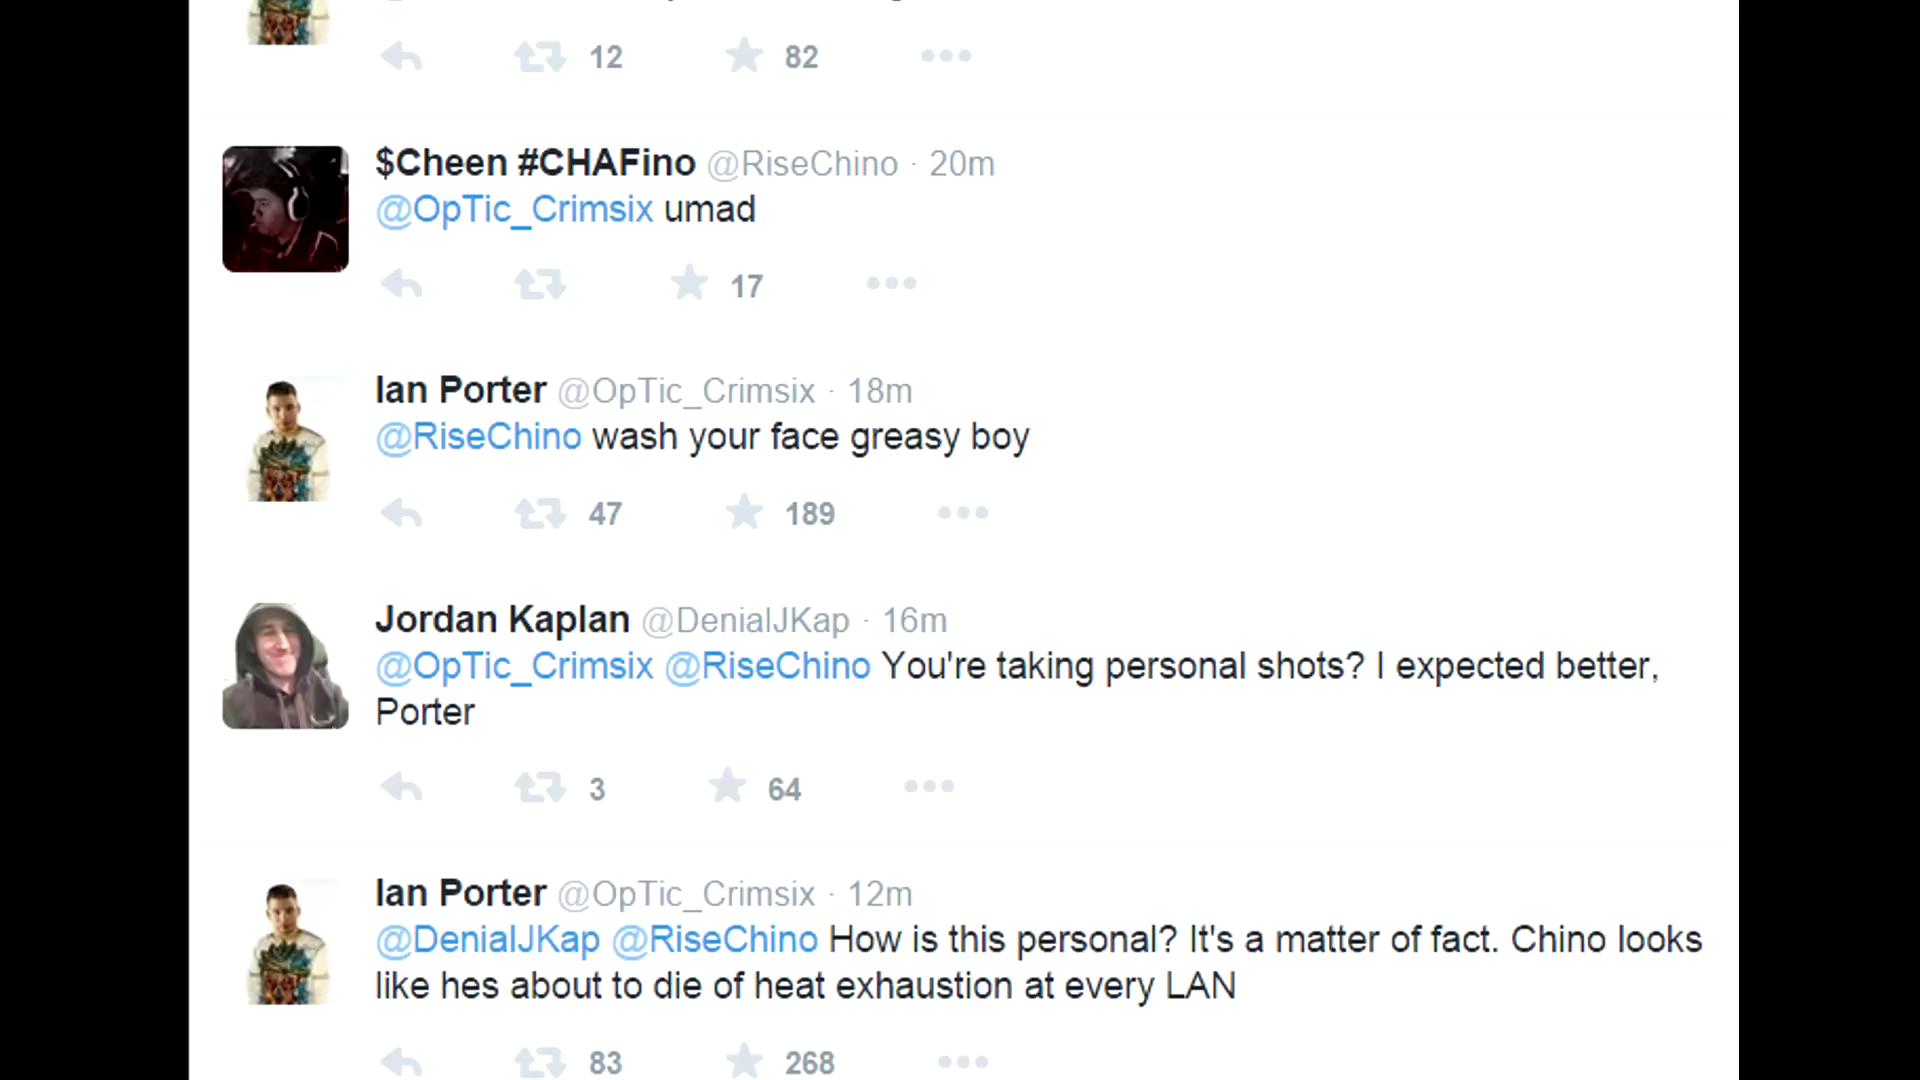 12 82
$Cheen #CHAFino @RiseChino · 20m
@OpTic_Crimsix umad
17
Ian Porter @OpTic_Crimsix · 18m
@RiseChino wash your face greasy boy
47 189
Jordan Kaplan @DenialJKap · 16m
@OpTic_Crimsix @RiseChino You're taking personal shots? I expected better,
Porter
3 64
Ian Porter @OpTic_Crimsix · 12m
@DenialJKap @RiseChino How is this personal? It's a matter of fact. Chino looks
like hes about to die of heat exhaustion at every LAN
83 268